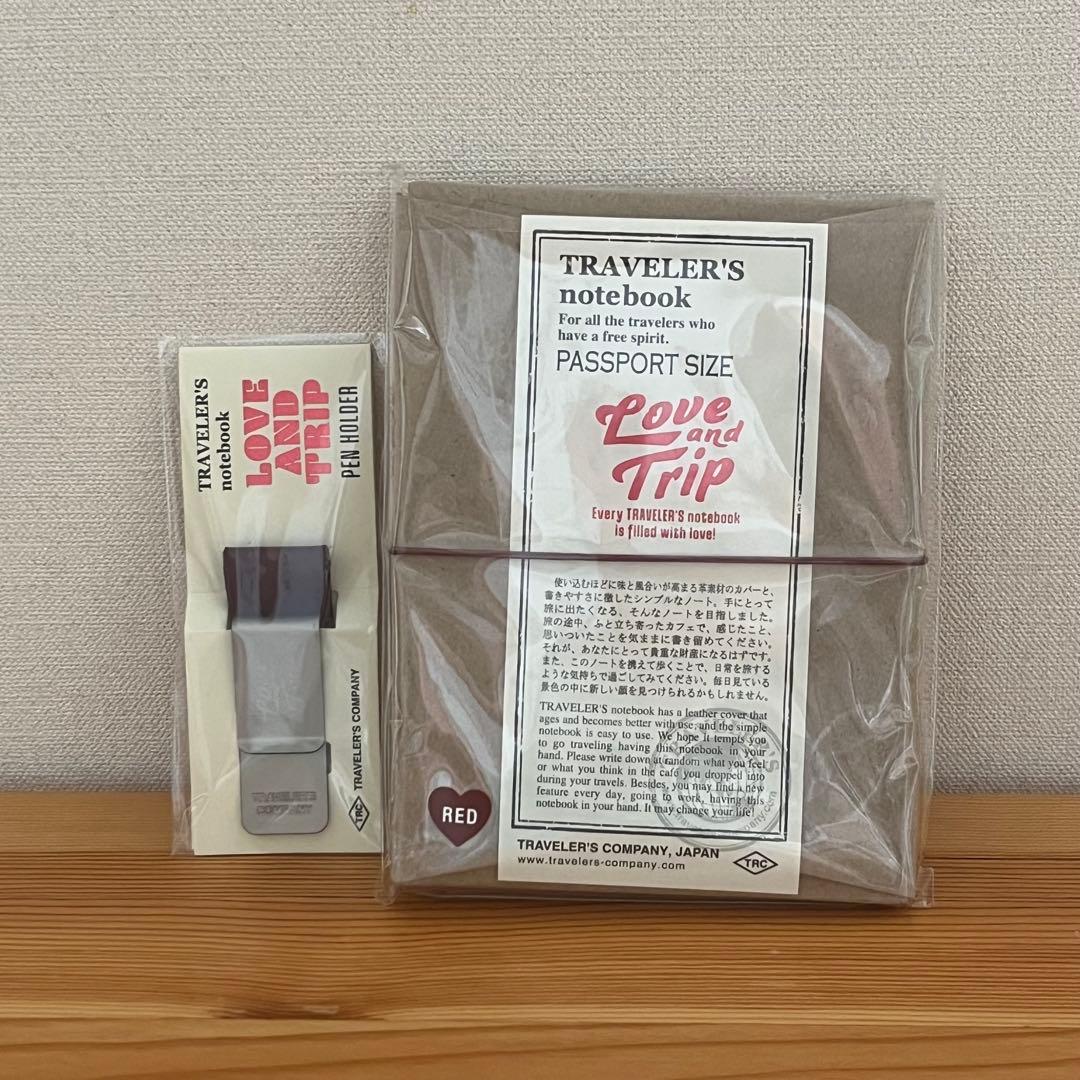 TRAVELER'S
notebook
LOVE
AND
TRIP
PEN HOLDER
TRAVELER'S
COMPANY
TRC TRAVELER'S COMPANY
TRAVELER'S
notebook
For all the travelers who
have a free spirit.
PASSPORT SIZE
Love
and
Trip
Every TRAVELER'S notebook
is filled with love!
使い込むほどに味と風合いが高まる革素材のカバーと、
書きやすさに徹したシンプルなノート。手にとって
旅に出たくなる、そんなノートを目指しました。
旅の途中、ふと立ち寄ったカフェで、感じたこと、
思いついたことを気ままに書き留めてください。
それが、あなたにとって貴重な財産になるはずです。
また、このノートを携えて歩くことで、日常を旅する
ような気持ちで過ごしてみてください。毎日見ている
景色の中に新しい顔を見つけられるかもしれません。
TRAVELER'S notebook has a leather cover that
ages and becomes better with use, and the simple
notebook is easy to use. We hope it tempts you
to go traveling having this notebook in your
hand. Please write down at random what you feel
or what you think in the cafe you dropped into
during your travels. Besides, you may find a new
feature every day, going to work, having this
notebook in your hand. It may change your life!
RED
TRAVELER'S COMPANY, JAPAN
www.travelers-company.com
TRC